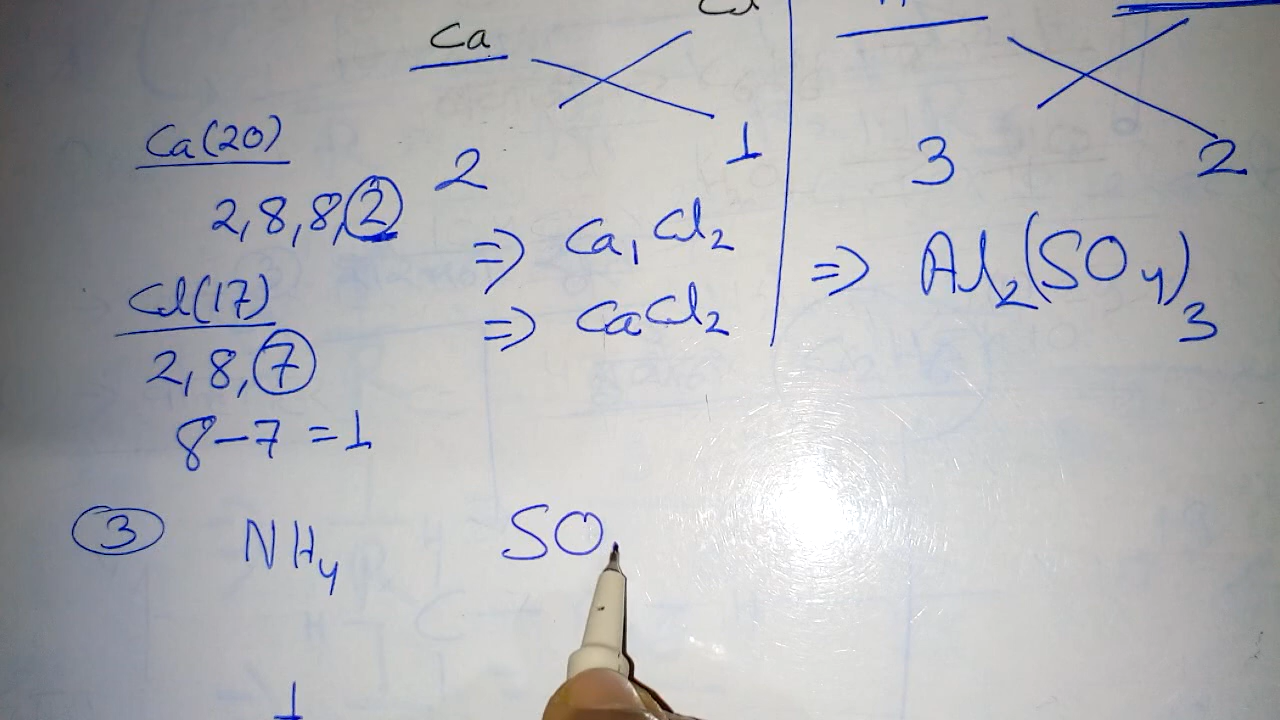 Ca
Ca(20)
2 1
2,8,8,2
⇒ Ca₁Cl₂
Cl(17)
⇒ CaCl₂
2,8,7
8-7=1
3 2
⇒ Al₂(SO₄)₃
③ NH₄ SO
1